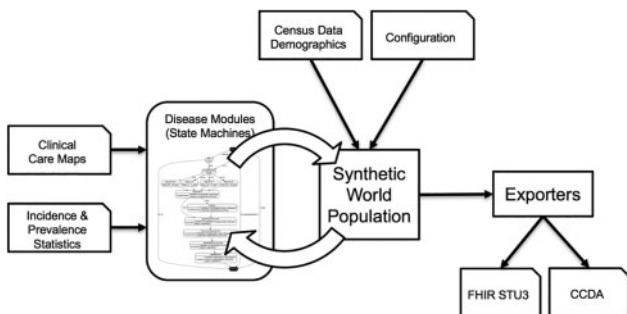 Census Data
Demographics
Configuration
Disease Modules
(State Machines)
Clinical
Care Maps
Incidence &
Prevalence
Statistics
Synthetic
World
Population
Exporters
FHIR STU3
CCDA